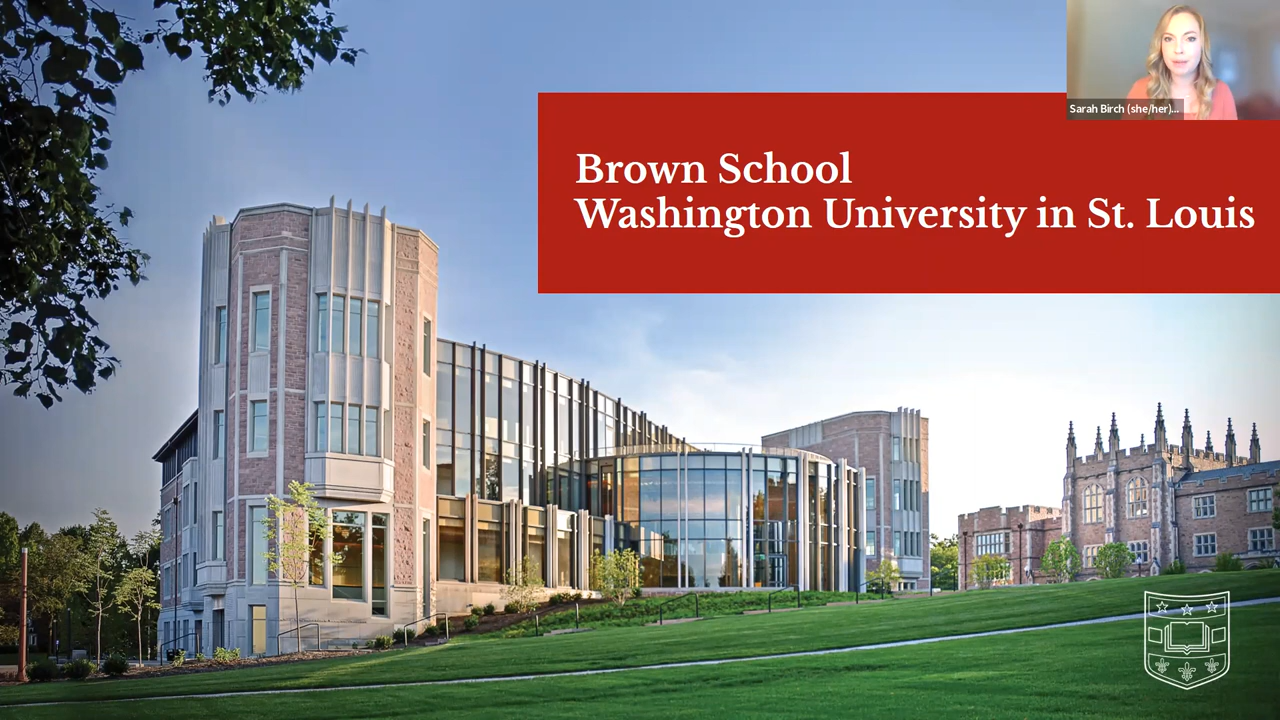 Sarah Birch (she/her)...
Brown School
Washington University in St. Louis